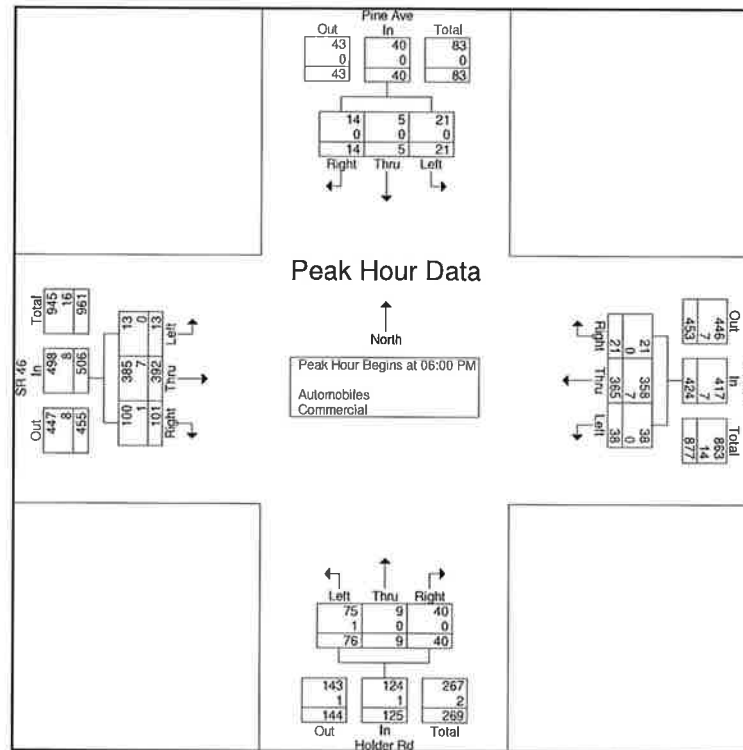 Pine Ave
Out In Total
43 40 83
0 0 0
43 40 83
14 5 21
0 0 0
14 5 21
Right Thru Left
Peak Hour Data
North
Peak Hour Begins at 06:00 PM
Automobiles
Commercial
SR 46
Total
945
16
961
In
498
8
506
Out
447
8
455
13
0
13
Left
385
7
392
Thru
100
1
101
Right
Right
21
0
21
Thru
365
7
358
Left
38
0
38
Out
446
7
453
In
417
7
424
Total
863
14
877
Left Thru Right
75 9 40
1 0 0
76 9 40
143 124 267
1 1 2
144 125 269
Out In Total
Holder Rd